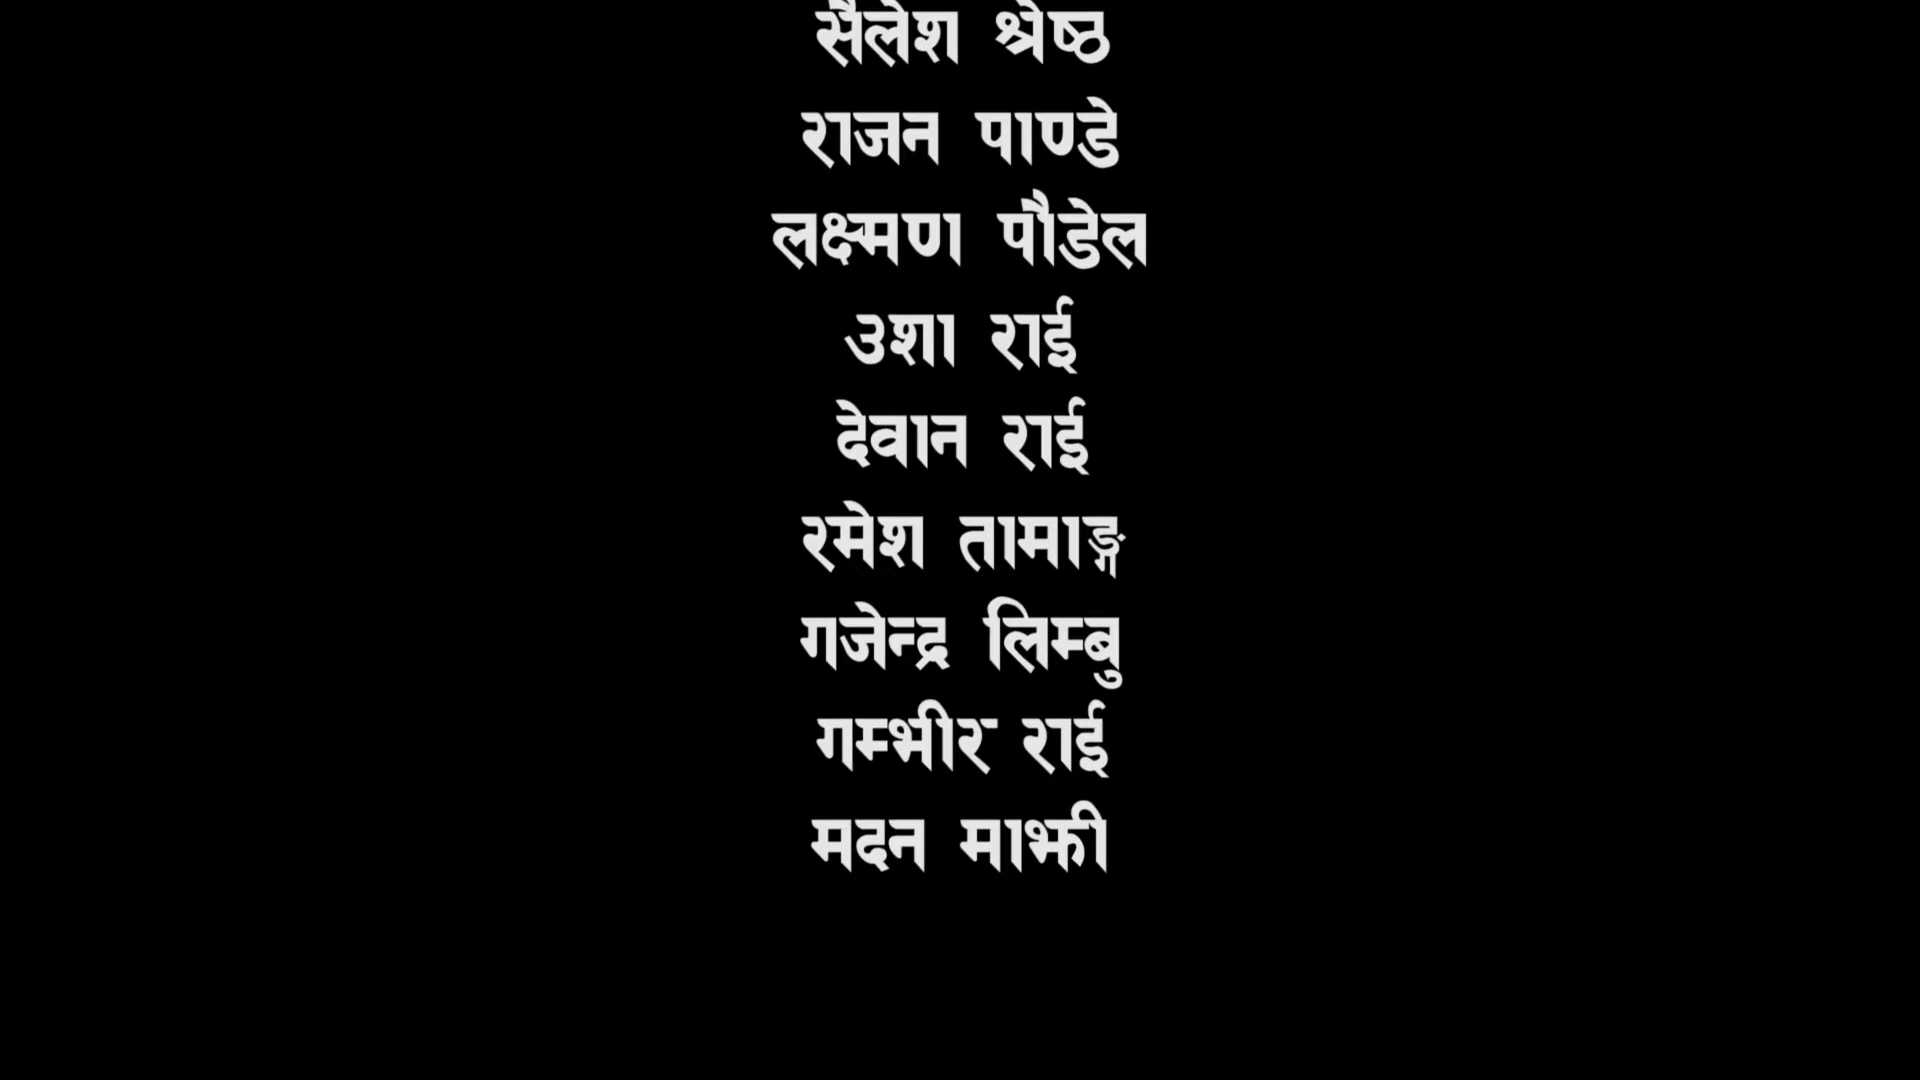 सैलेश श्रेष्ठ
राजन पाण्डे
लक्ष्मण पौडेल
उशा राई
देवान राई
रमेश तामाङ्ग
गजेन्द्र लिम्बु
गम्भीर राई
मदन माझी